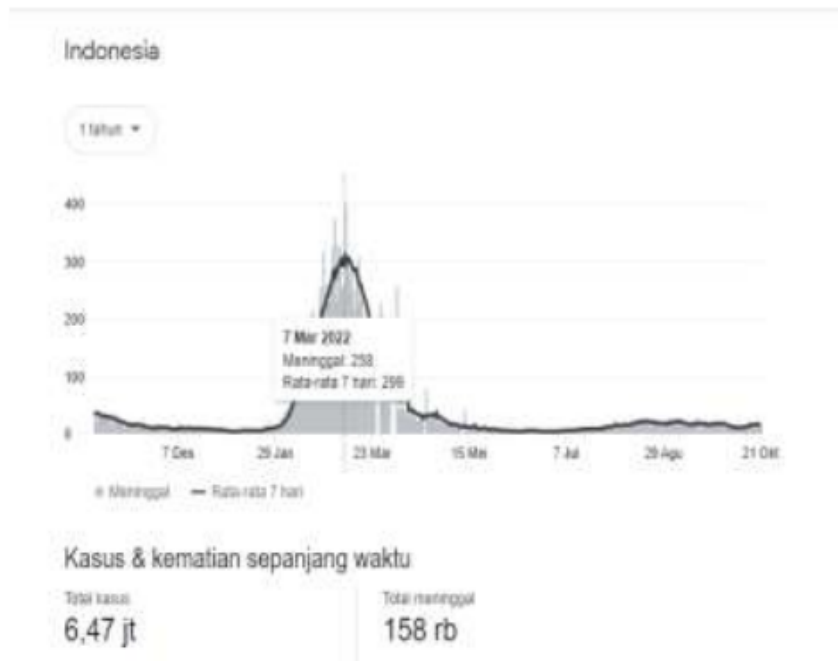 Indonesia
1 tahun
400
300
200
100
0
7 Mar 2022
Meninggal: 258
Rata-rata 7 hari: 299
7 Des 29 Jan 23 Mar 15 Mei 7 Jul 29 Agu 21 Okt
Meninggal Rata-rata 7 hari
Kasus & kematian sepanjang waktu
Total kasus Total meninggal
6,47 jt 158 rb